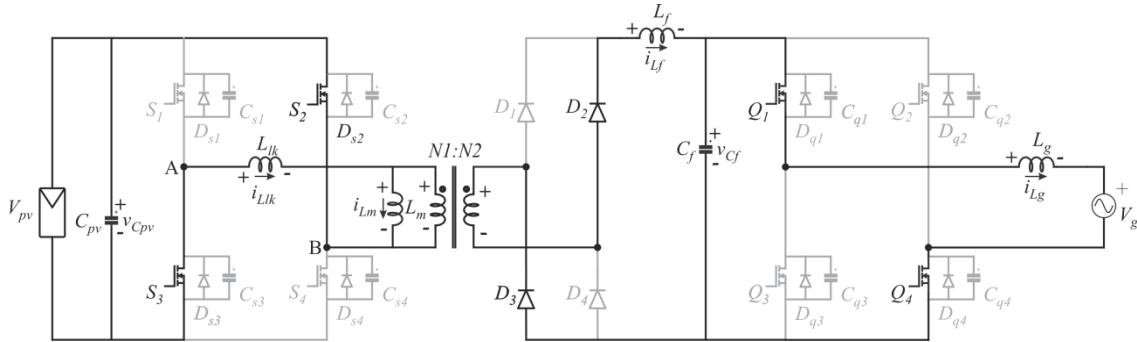 L_f
+ -
i_Lf
S_1
C_s1
D_s1
S_2
C_s2
D_s2
D_1
D_2
Q_1
C_q1
D_q1
Q_2
C_q2
D_q2
L_lk
A
+ -
i_Llk
N1:N2
V_pv
C_pv
+
v_Cpv
-
i_Lm
+
L_m
-
+
-
+
-
B
C_f
+
v_Cf
-
L_g
+ -
i_Lg
+
V_g
-
S_3
C_s3
D_s3
S_4
C_s4
D_s4
D_3
D_4
Q_3
C_q3
D_q3
Q_4
C_q4
D_q4